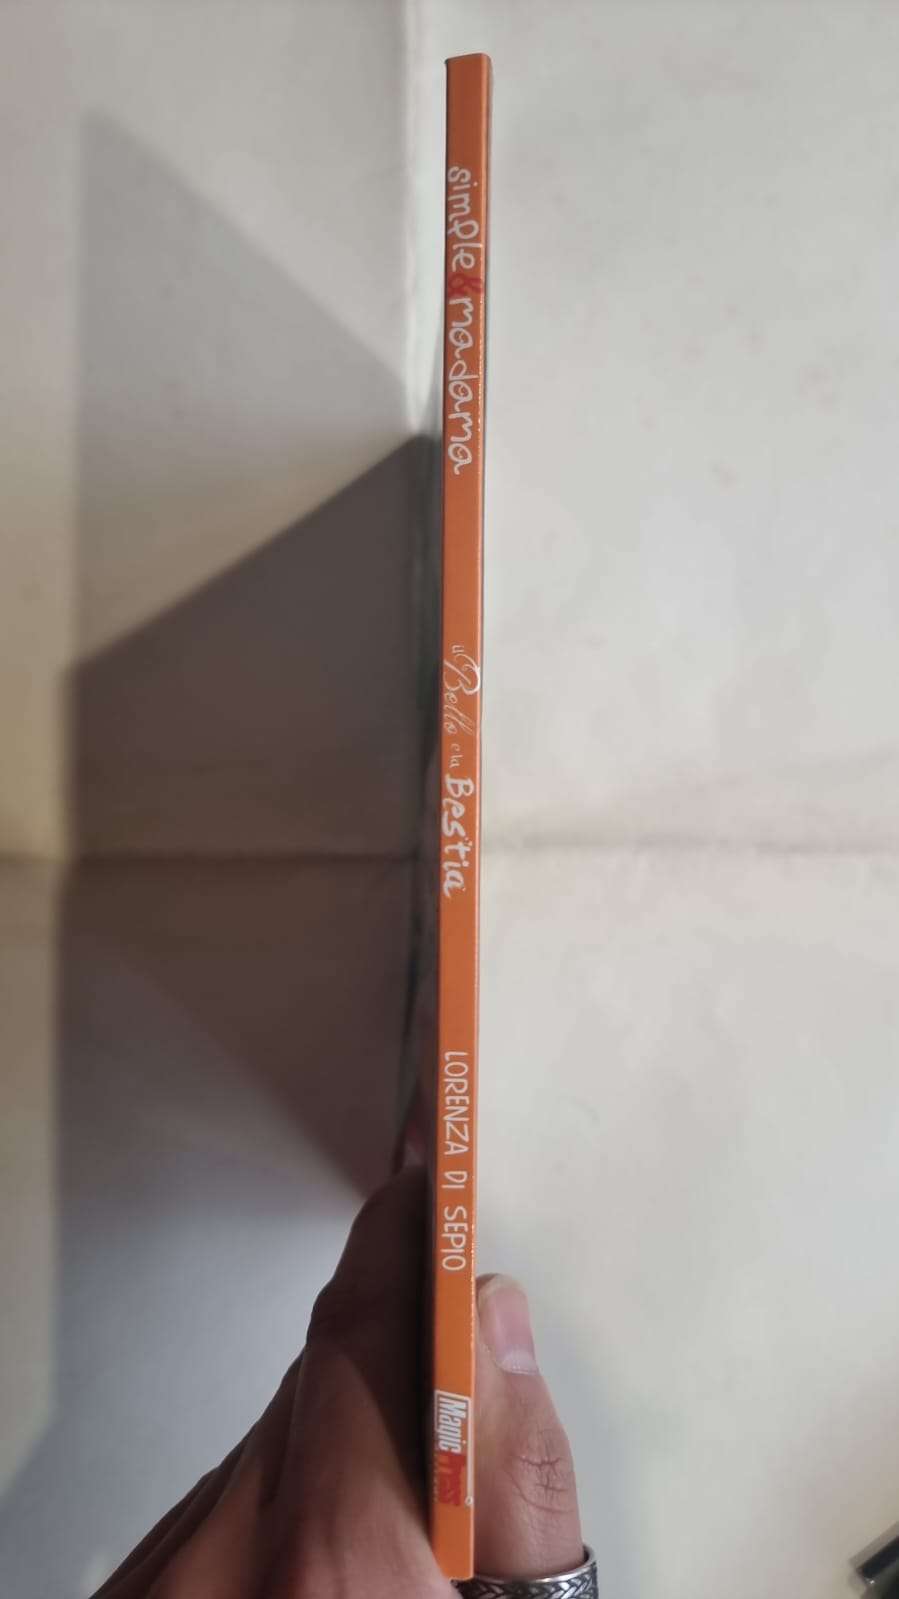 simple&madama
il Bello e la Bestia
LORENZA DI SEPIO
Magic Press